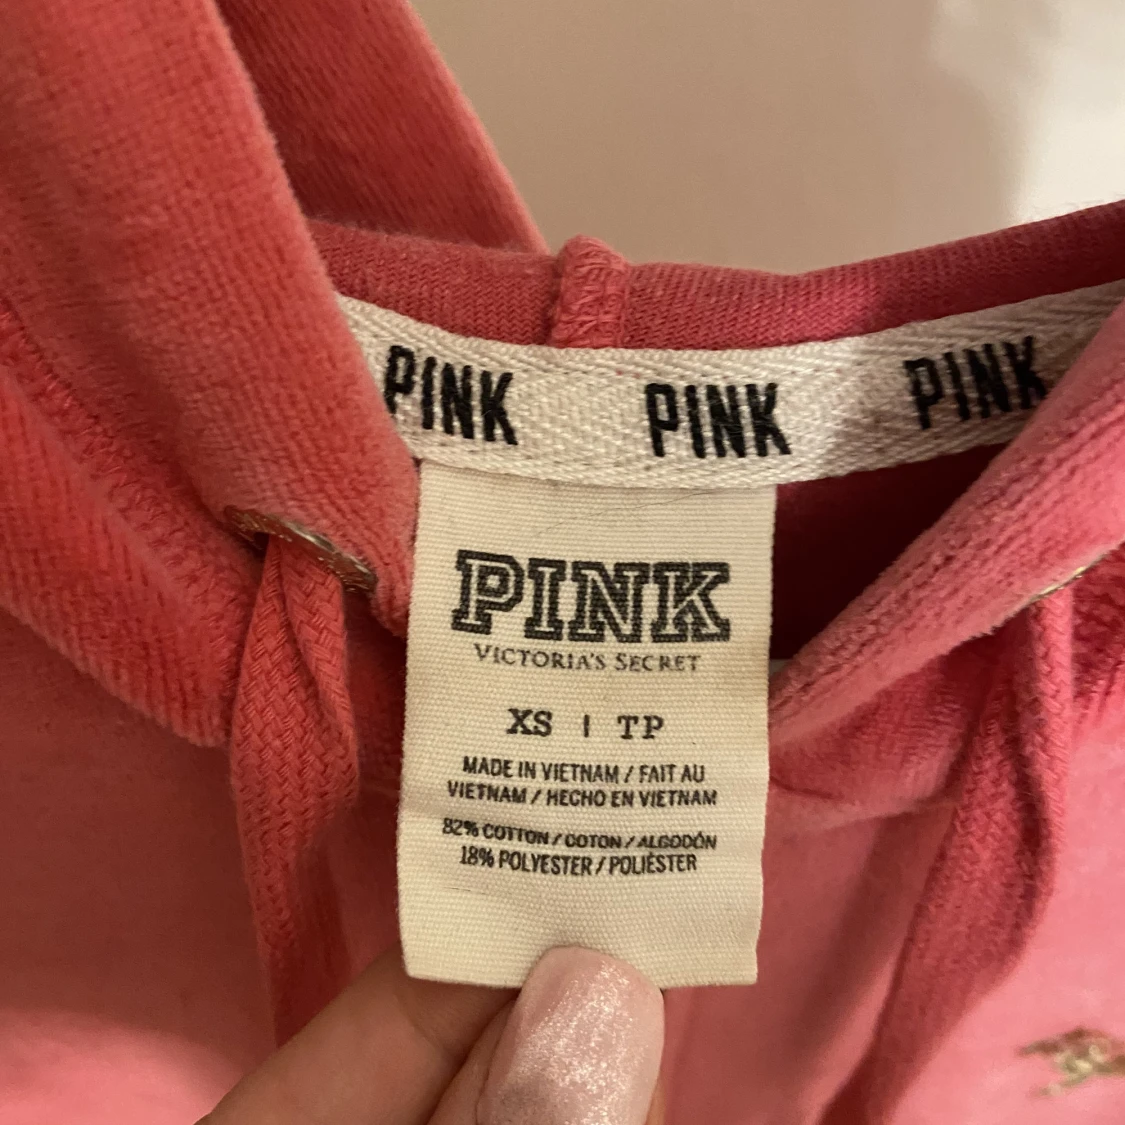 PINK PINK PINK
PINK
VICTORIA'S SECRET
XS | TP
MADE IN VIETNAM / FAIT AU
VIETNAM / HECHO EN VIETNAM
82% COTTON / COTON / ALGODÓN
18% POLYESTER / POLIÉSTER